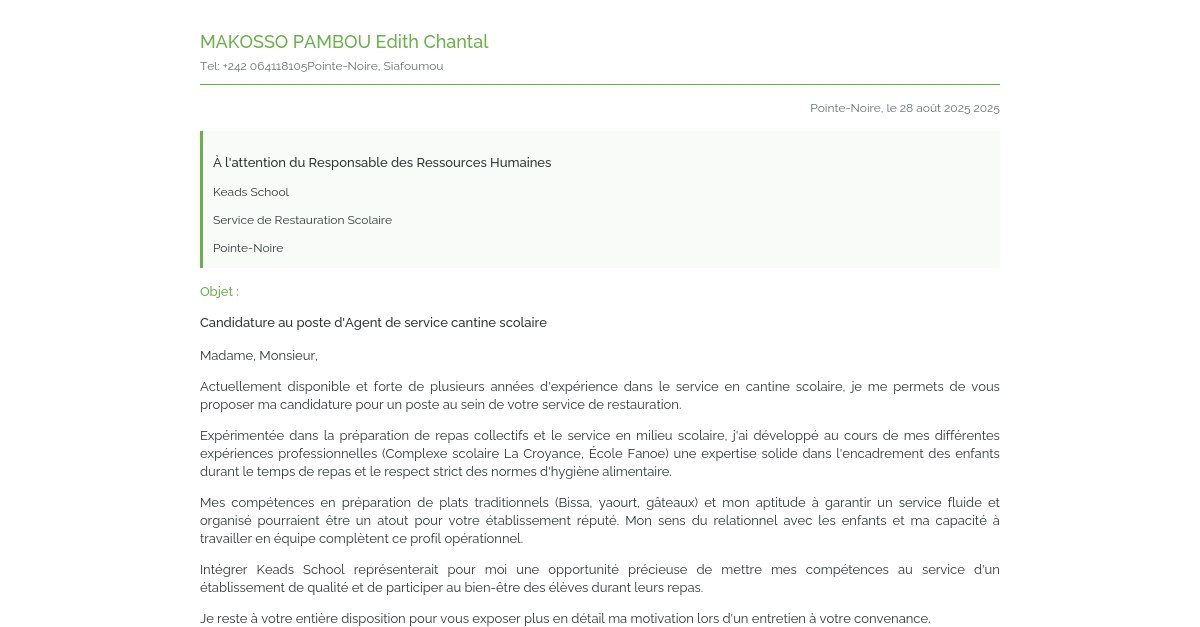 MAKOSSO PAMBOU Edith Chantal
Tel: +242 064118105Pointe-Noire, Siafoumou
Pointe-Noire, le 28 août 2025 2025
À l'attention du Responsable des Ressources Humaines
Keads School
Service de Restauration Scolaire
Pointe-Noire
Objet :
Candidature au poste d'Agent de service cantine scolaire
Madame, Monsieur,
Actuellement disponible et forte de plusieurs années d'expérience dans le service en cantine scolaire, je me permets de vous
proposer ma candidature pour un poste au sein de votre service de restauration.
Expérimentée dans la préparation de repas collectifs et le service en milieu scolaire, j'ai développé au cours de mes différentes
expériences professionnelles (Complexe scolaire La Croyance, École Fanoe) une expertise solide dans l'encadrement des enfants
durant le temps de repas et le respect strict des normes d'hygiène alimentaire.
Mes compétences en préparation de plats traditionnels (Bissa, yaourt, gâteaux) et mon aptitude à garantir un service fluide et
organisé pourraient être un atout pour votre établissement réputé. Mon sens du relationnel avec les enfants et ma capacité à
travailler en équipe complètent ce profil opérationnel.
Intégrer Keads School représenterait pour moi une opportunité précieuse de mettre mes compétences au service d'un
établissement de qualité et de participer au bien-être des élèves durant leurs repas.
Je reste à votre entière disposition pour vous exposer plus en détail ma motivation lors d'un entretien à votre convenance.